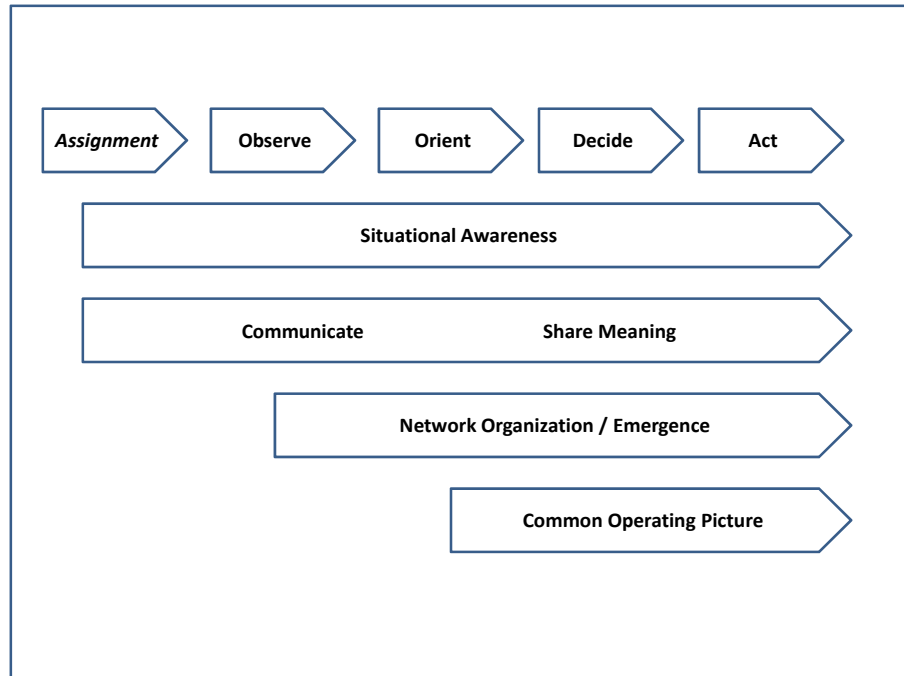 Assignment Observe Orient Decide Act
Situational Awareness
Communicate Share Meaning
Network Organization / Emergence
Common Operating Picture